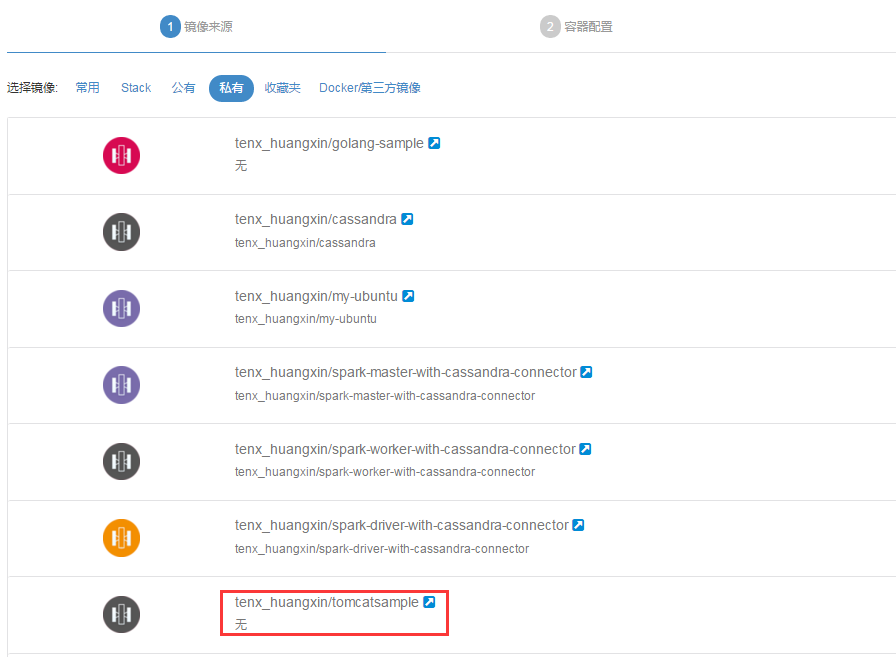 1 镜像来源 2 容器配置
选择镜像: 常用 Stack 公有 私有 收藏夹 Docker/第三方镜像
tenx_huangxin/golang-sample
无
tenx_huangxin/cassandra
tenx_huangxin/cassandra
tenx_huangxin/my-ubuntu
tenx_huangxin/my-ubuntu
tenx_huangxin/spark-master-with-cassandra-connector
tenx_huangxin/spark-master-with-cassandra-connector
tenx_huangxin/spark-worker-with-cassandra-connector
tenx_huangxin/spark-worker-with-cassandra-connector
tenx_huangxin/spark-driver-with-cassandra-connector
tenx_huangxin/spark-driver-with-cassandra-connector
tenx_huangxin/tomcatsample
无